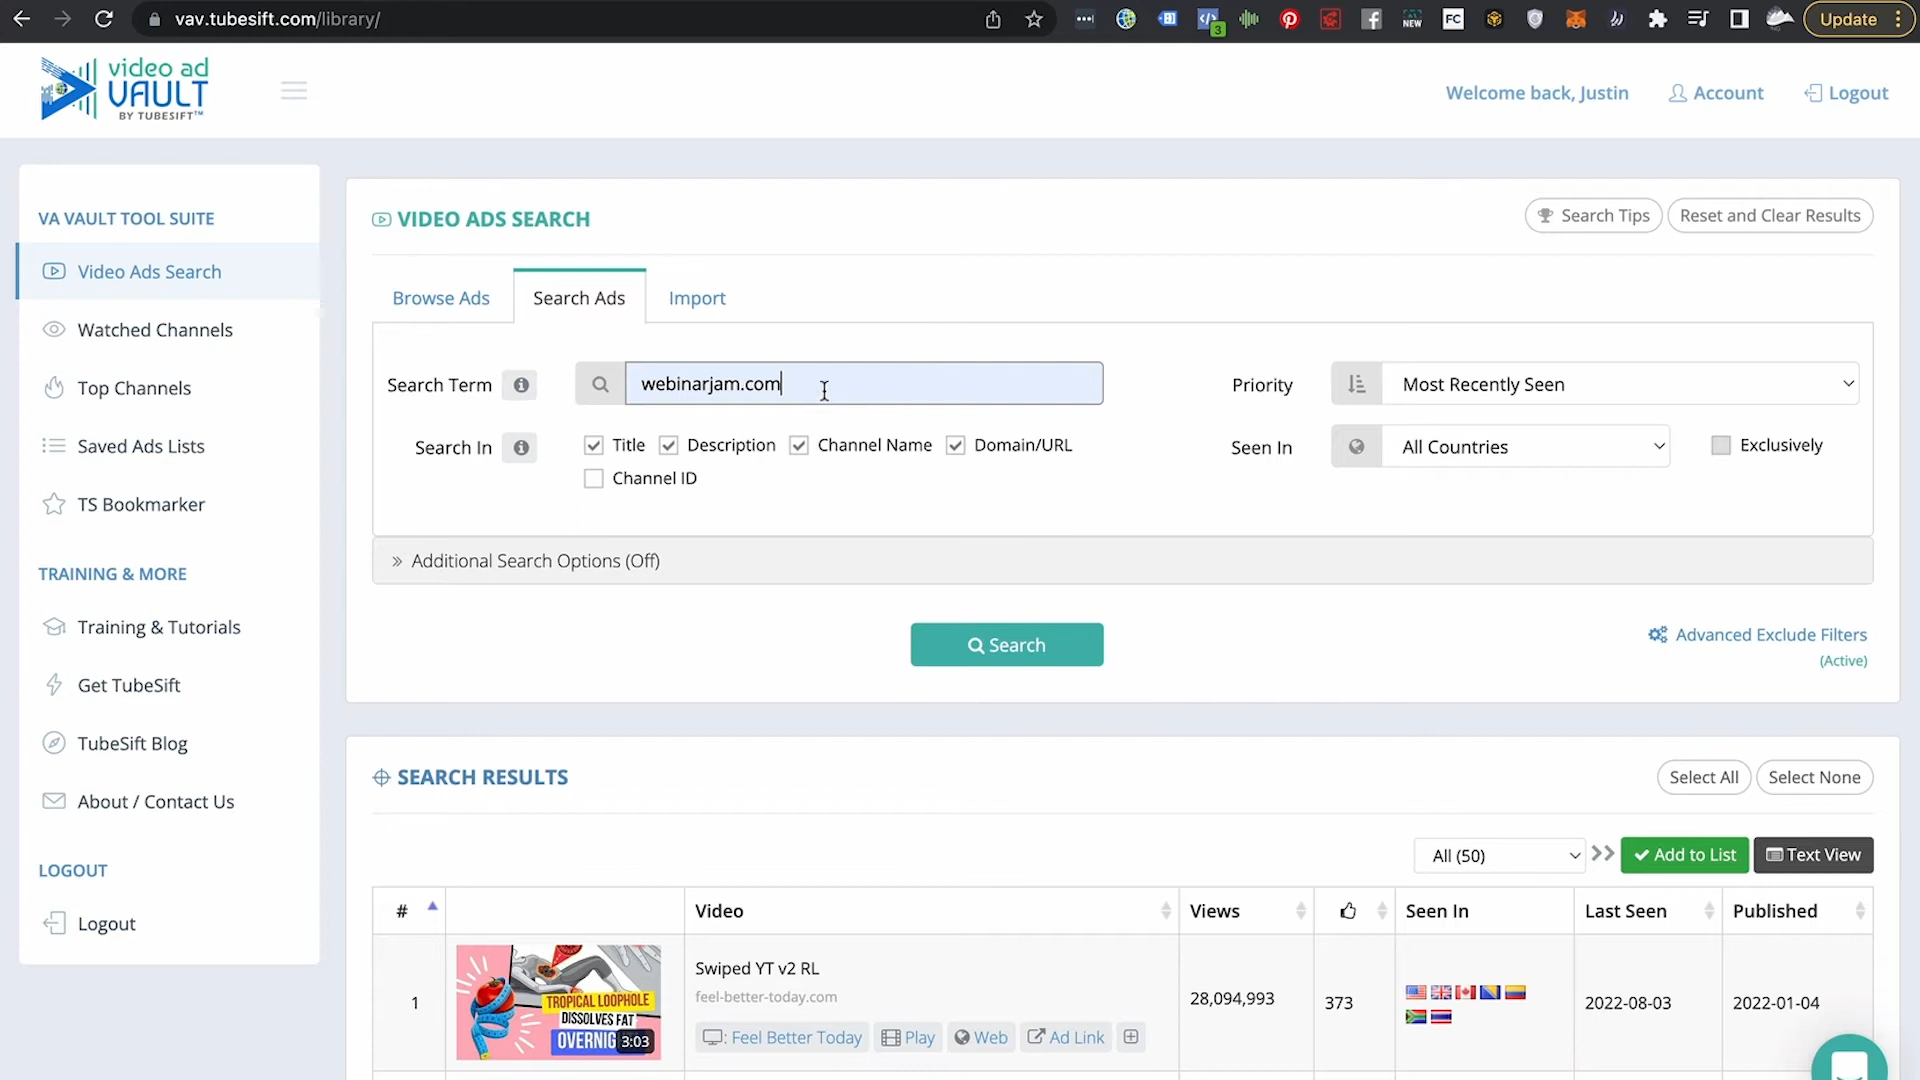 vav.tubesift.com/library/
3
NEW
FC
Update
video ad
VAULT
BY TUBESIFT™
Welcome back, Justin
Account
Logout
VA VAULT TOOL SUITE
Video Ads Search
Watched Channels
Top Channels
Saved Ads Lists
TS Bookmarker
TRAINING & MORE
Training & Tutorials
Get TubeSift
TubeSift Blog
About / Contact Us
LOGOUT
Logout
VIDEO ADS SEARCH
Search Tips
Reset and Clear Results
Browse Ads
Search Ads
Import
Search Term
webinarjam.com
Priority
Most Recently Seen
Search In
Title
Description
Channel Name
Domain/URL
Channel ID
Seen In
All Countries
Exclusively
» Additional Search Options (Off)
Search
Advanced Exclude Filters
(Active)
SEARCH RESULTS
Select All
Select None
All (50)
Add to List
Text View
#
Video
Views
Seen In
Last Seen
Published
1
TROPICAL LOOPHOLE
DISSOLVES FAT
OVERNIG
3:03
Swiped YT v2 RL
feel-better-today.com
: Feel Better Today
Play
Web
Ad Link
28,094,993
373
2022-08-03
2022-01-04